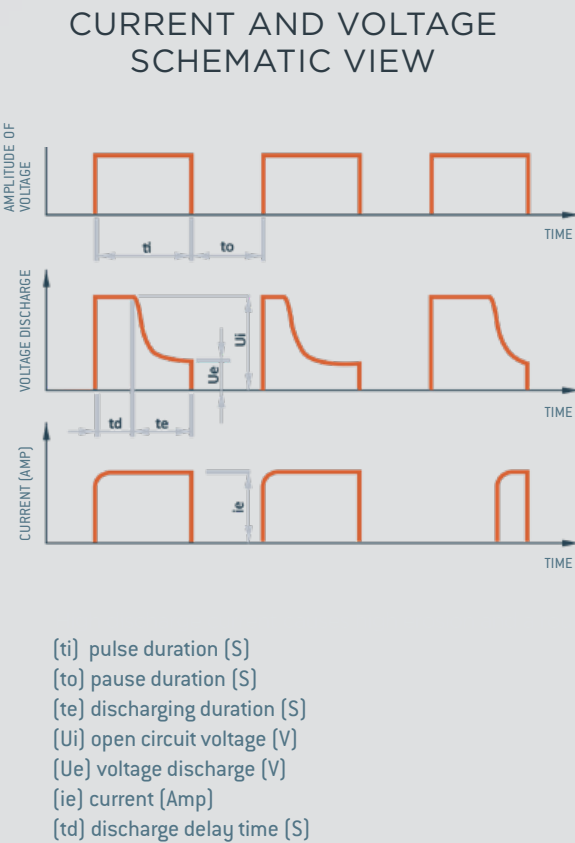 CURRENT AND VOLTAGE
SCHEMATIC VIEW
AMPLITUDE OF
VOLTAGE
TIME
ti
to
VOLTAGE DISCHARGE
Ui
Ue
TIME
td
te
CURRENT (AMP)
ie
TIME
(ti) pulse duration (S)
(to) pause duration (S)
(te) discharging duration (S)
(Ui) open circuit voltage (V)
(Ue) voltage discharge (V)
(ie) current (Amp)
(td) discharge delay time (S)